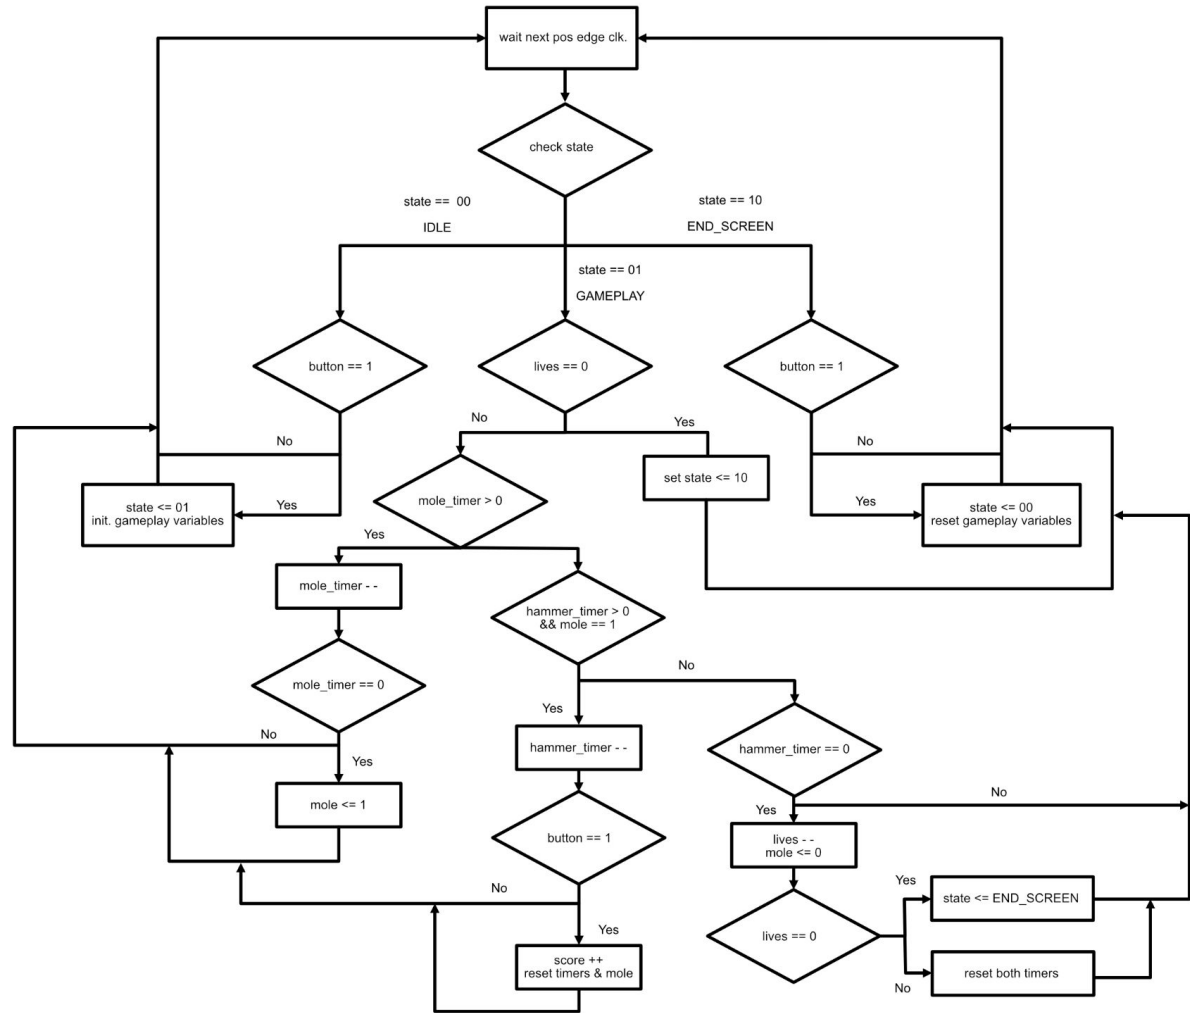 wait next pos edge clk.
check state
state ==  00
IDLE
state == 10
END_SCREEN
state == 01
GAMEPLAY
button == 1
lives == 0
button == 1
No
No
Yes
No
state <= 01
init. gameplay variables
Yes
mole_timer > 0
set state <= 10
Yes
state <= 00
reset gameplay variables
Yes
mole_timer - -
hammer_timer > 0
&& mole == 1
mole_timer == 0
No
Yes
No
Yes
hammer_timer - -
hammer_timer == 0
mole <= 1
No
Yes
button == 1
lives - -
mole <= 0
No
Yes
Yes
state <= END_SCREEN
lives == 0
score ++
reset timers & mole
No
reset both timers